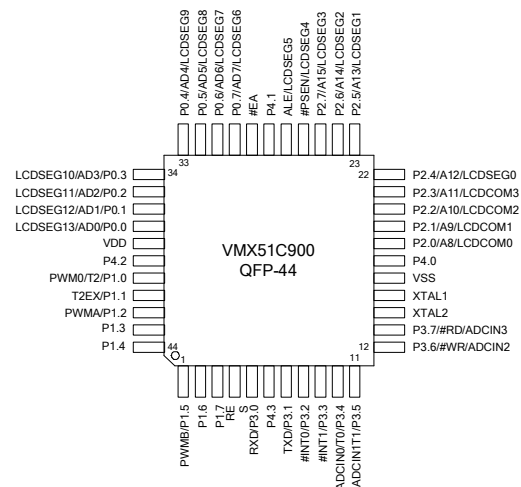 P0.4/AD4/LCDSEG9
P0.5/AD5/LCDSEG8
P0.6/AD6/LCDSEG7
P0.7/AD7/LCDSEG6
#EA
P4.1
ALE/LCDSEG5
#PSEN/LCDSEG4
P2.7/A15/LCDSEG3
P2.6/A14/LCDSEG2
P2.5/A13/LCDSEG1
33
23
34
22
LCDSEG10/AD3/P0.3
LCDSEG11/AD2/P0.2
LCDSEG12/AD1/P0.1
LCDSEG13/AD0/P0.0
VDD
P4.2
PWM0/T2/P1.0
T2EX/P1.1
PWMA/P1.2
P1.3
P1.4
VMX51C900
QFP-44
P2.4/A12/LCDSEG0
P2.3/A11/LCDCOM3
P2.2/A10/LCDCOM2
P2.1/A9/LCDCOM1
P2.0/A8/LCDCOM0
P4.0
VSS
XTAL1
XTAL2
P3.7/#RD/ADCIN3
P3.6/#WR/ADCIN2
44
12
1
11
PWMB/P1.5
P1.6
P1.7
RE
S
RXD/P3.0
P4.3
TXD/P3.1
#INT0/P3.2
#INT1/P3.3
ADCIN0/T0/P3.4
ADCIN1T1/P3.5